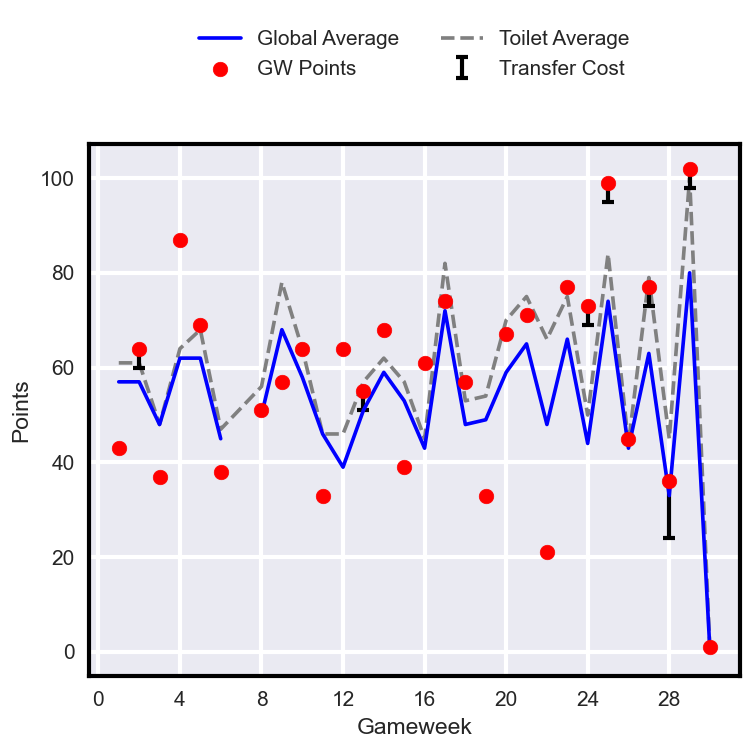 Global Average
Toilet Average
GW Points
Transfer Cost
100
80
60
40
20
0
Points
0 4 8 12 16 20 24 28
Gameweek